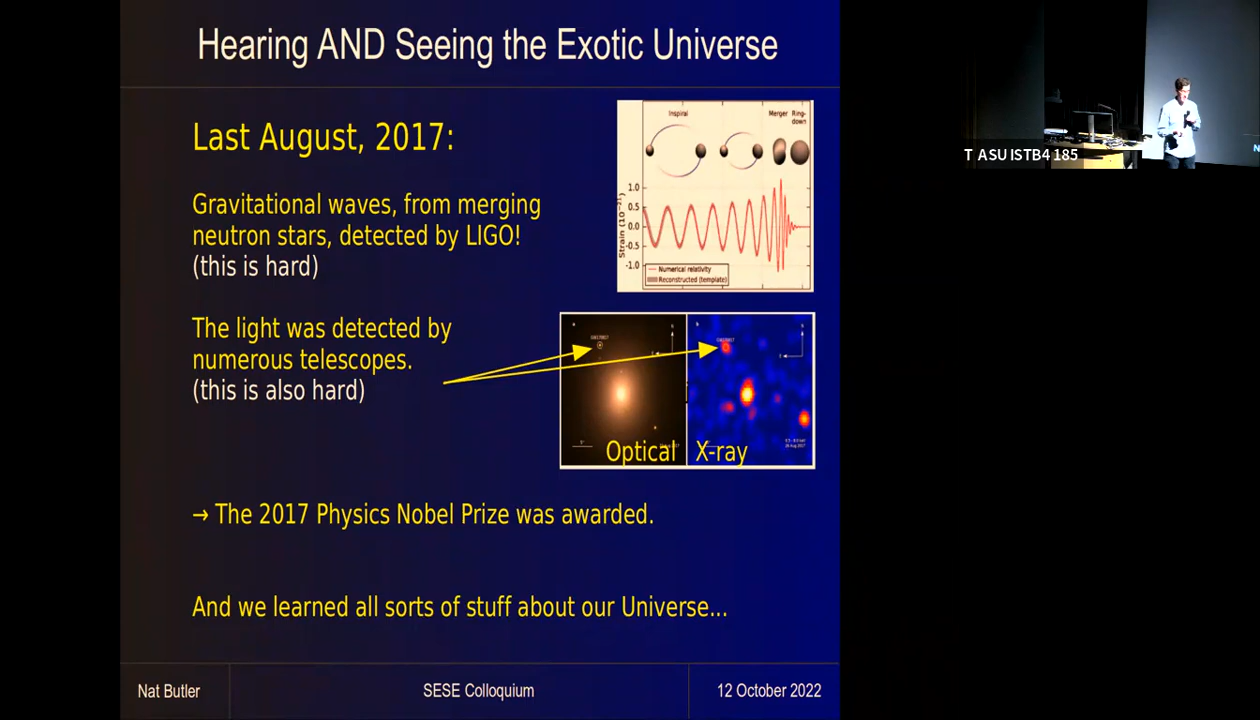 Hearing AND Seeing the Exotic Universe
Last August, 2017:
Gravitational waves, from merging
neutron stars, detected by LIGO!
(this is hard)
The light was detected by
numerous telescopes.
(this is also hard)
Inspiral
Merger Ring-
down
Strain (10⁻²¹)
1.0
0.5
0.0
-0.5
-1.0
Numerical relativity
Reconstructed (template)
Optical X-ray
→ The 2017 Physics Nobel Prize was awarded.
And we learned all sorts of stuff about our Universe...
Nat Butler
SESE Colloquium
12 October 2022
T ASU ISTB4 185